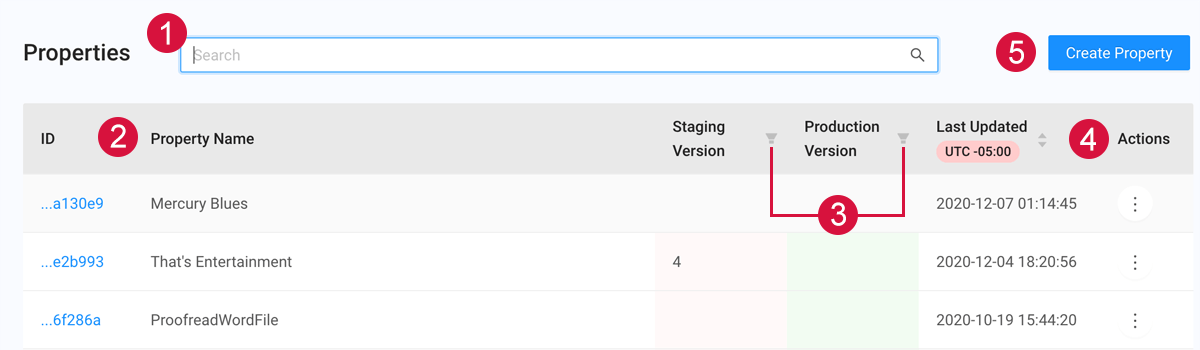 1
Properties
Search
5
Create Property
ID
2
Property Name
Staging
Version
Production
Version
Last Updated
UTC -05:00
4
Actions
3
...a130e9 Mercury Blues 2020-12-07 01:14:45
...e2b993 That's Entertainment 4 2020-12-04 18:20:56
...6f286a ProofreadWordFile 2020-10-19 15:44:20